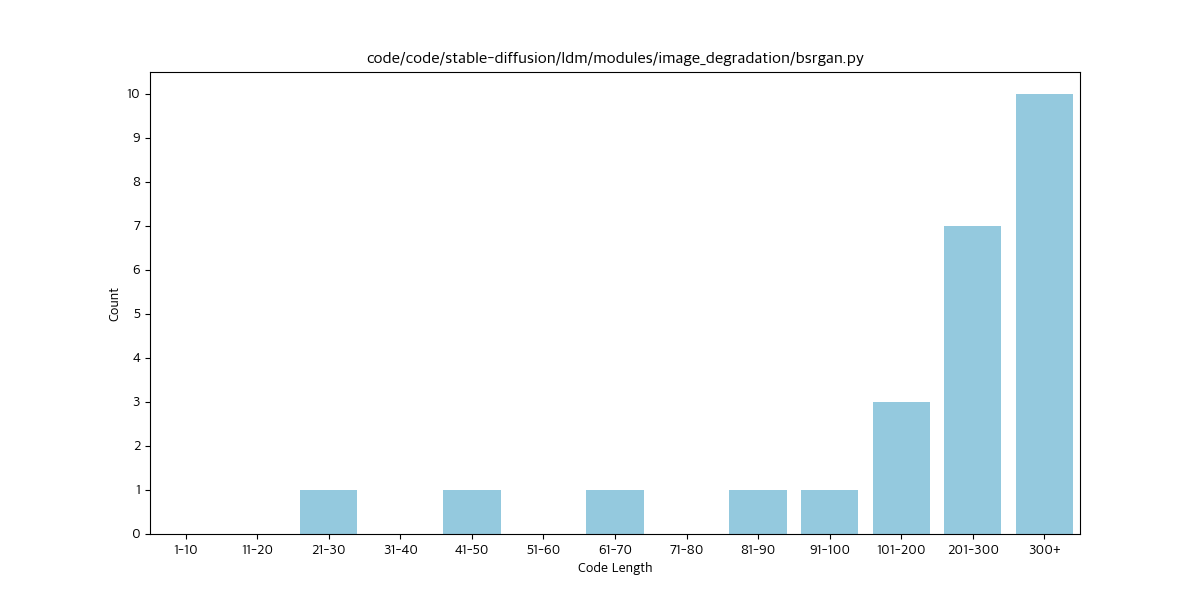 code/code/stable-diffusion/ldm/modules/image_degradation/bsrgan.py
10
9
8
7
6
5
4
3
2
1
0
Count
1-10 11-20 21-30 31-40 41-50 51-60 61-70 71-80 81-90 91-100 101-200 201-300 300+
Code Length